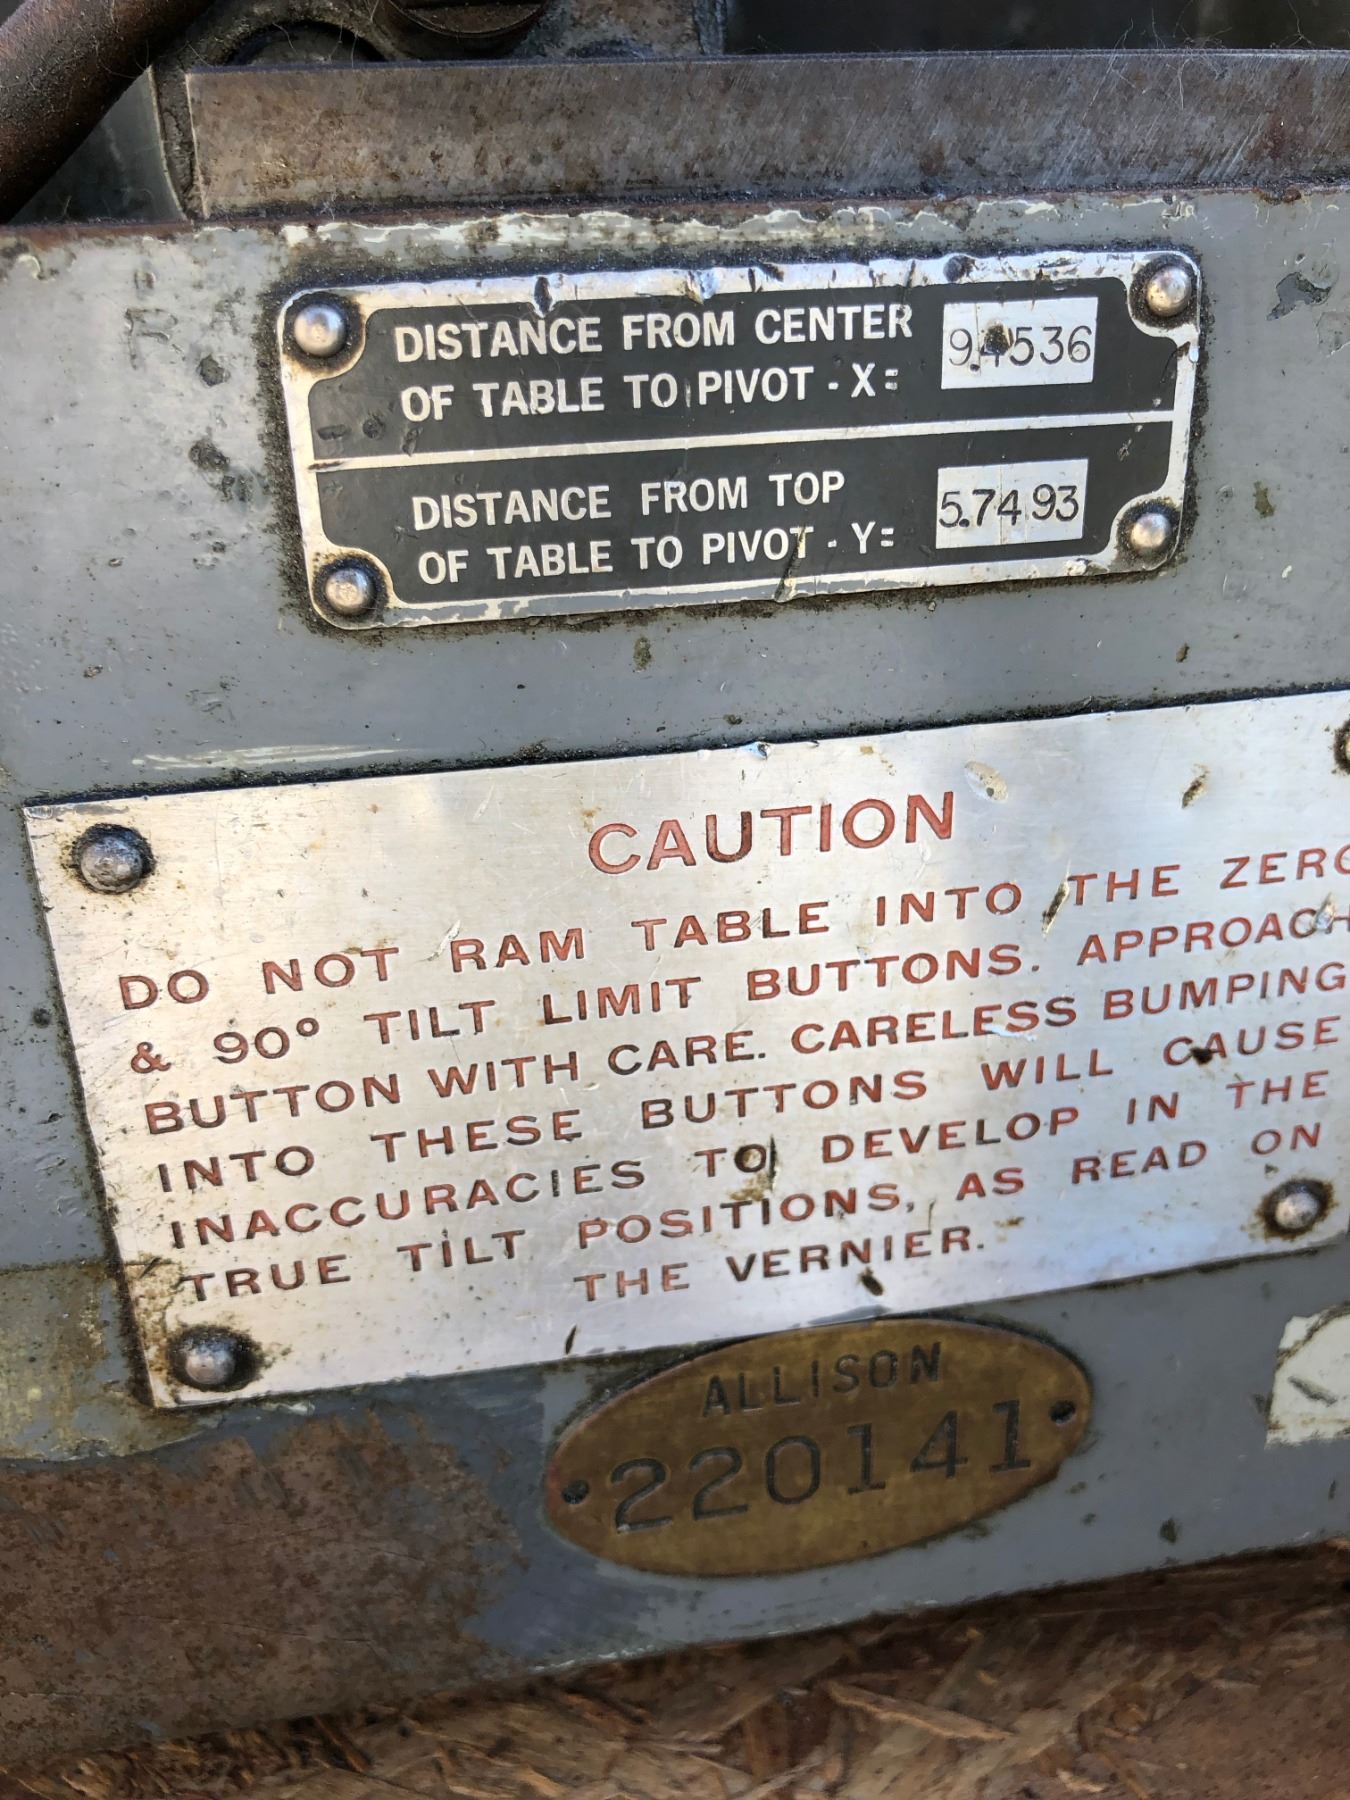 DISTANCE FROM CENTER
OF TABLE TO PIVOT - X= 9.4536
DISTANCE FROM TOP
OF TABLE TO PIVOT - Y= 5.7493
CAUTION
DO NOT RAM TABLE INTO THE ZERO
& 90° TILT LIMIT BUTTONS. APPROACH
BUTTON WITH CARE. CARELESS BUMPING
INTO THESE BUTTONS WILL CAUSE
INACCURACIES TO DEVELOP IN THE
TRUE TILT POSITIONS, AS READ ON
THE VERNIER.
ALLISON
220141